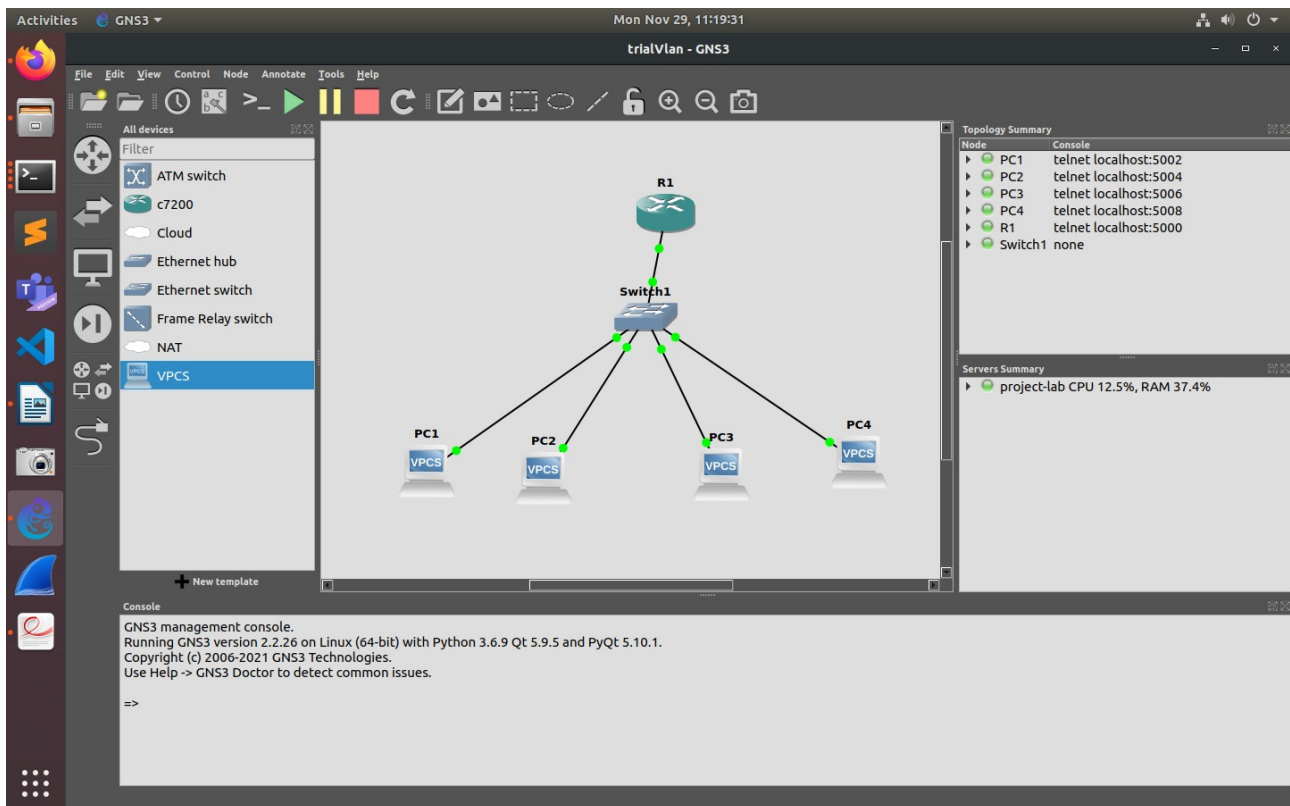 Activities GNS3 Mon Nov 29, 11:19:31
trialVlan - GNS3
File Edit View Control Node Annotate Tools Help
All devices
Filter
ATM switch
c7200
Cloud
Ethernet hub
Ethernet switch
Frame Relay switch
NAT
VPCS
New template
R1
Switch1
PC1
PC2
PC3
PC4
VPCS
VPCS
VPCS
VPCS
Topology Summary
Node Console
PC1 telnet localhost:5002
PC2 telnet localhost:5004
PC3 telnet localhost:5006
PC4 telnet localhost:5008
R1 telnet localhost:5000
Switch1 none
Servers Summary
project-lab CPU 12.5%, RAM 37.4%
Console
GNS3 management console.
Running GNS3 version 2.2.26 on Linux (64-bit) with Python 3.6.9 Qt 5.9.5 and PyQt 5.10.1.
Copyright (c) 2006-2021 GNS3 Technologies.
Use Help -> GNS3 Doctor to detect common issues.
=>